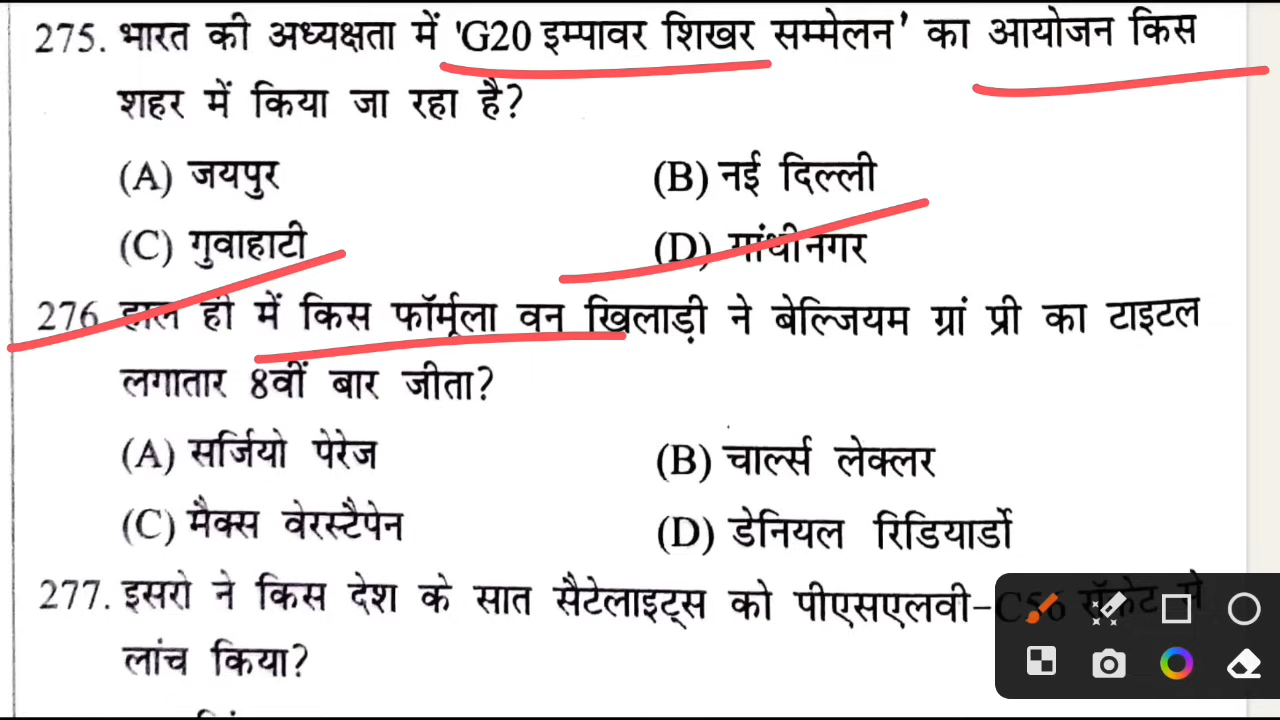 275. भारत की अध्यक्षता में 'G20 इम्पावर शिखर सम्मेलन' का आयोजन किस
शहर में किया जा रहा है?
(A) जयपुर (B) नई दिल्ली
(C) गुवाहाटी (D) गांधीनगर
276. हाल ही में किस फॉर्मूला वन खिलाड़ी ने बेल्जियम ग्रां प्री का टाइटल
लगातार 8वीं बार जीता?
(A) सर्जियो पेरेज (B) चार्ल्स लेक्लर
(C) मैक्स वेरस्टैपेन (D) डेनियल रिडियार्डो
277. इसरो ने किस देश के सात सैटेलाइट्स को पीएसएलवी-C56 रॉकेट से
लांच किया?